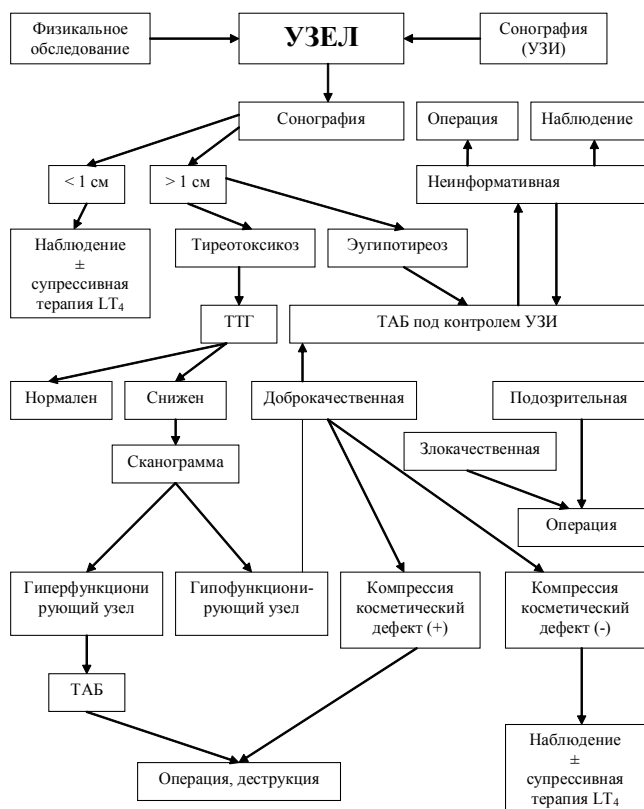 Физикальное
обследование
УЗЕЛ
Сонография
(УЗИ)
Сонография
Операция
Наблюдение
< 1 см
> 1 см
Неинформативная
Наблюдение
±
супрессивная
терапия LT₄
Тиреотоксикоз
Эугипотиреоз
ТТГ
ТАБ под контролем УЗИ
Нормален
Снижен
Доброкачественная
Подозрительная
Сканограмма
Злокачественная
Операция
Гиперфункциони
рующий узел
Гипофункциони-
рующий узел
Компрессия
косметический
дефект (+)
Компрессия
косметический
дефект (-)
ТАБ
Операция, деструкция
Наблюдение
±
супрессивная
терапия LT₄